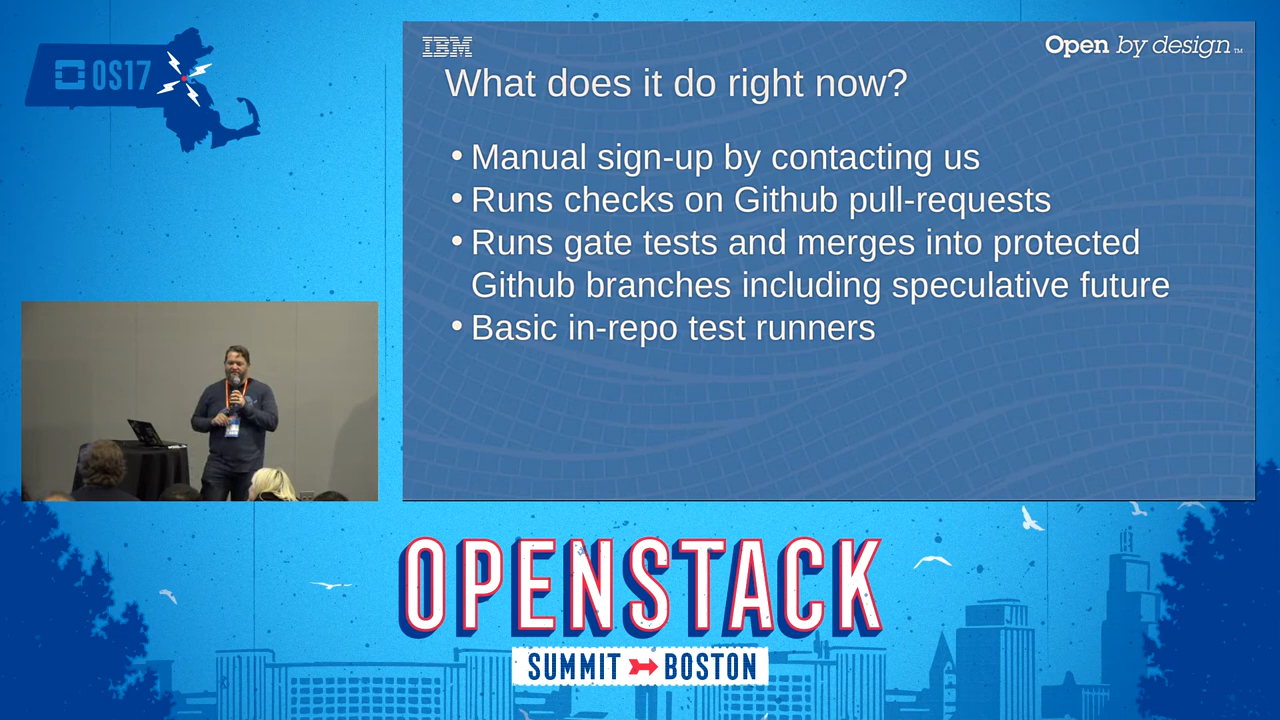 OS17
IBM
Open by design™
What does it do right now?
• Manual sign-up by contacting us
• Runs checks on Github pull-requests
• Runs gate tests and merges into protected
Github branches including speculative future
• Basic in-repo test runners
OPENSTACK
SUMMIT BOSTON